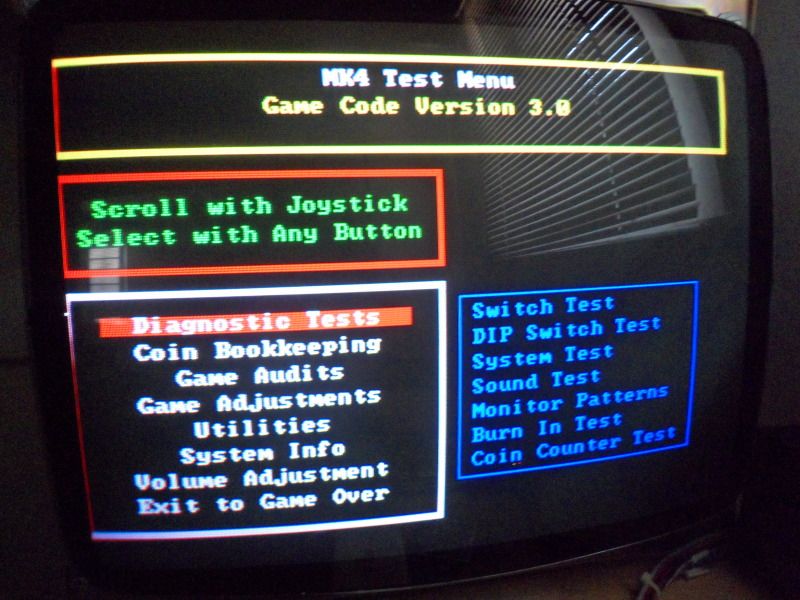 MK4 Test Menu
Game Code Version 3.0
Scroll with Joystick
Select with Any Button
Diagnostic Tests
Coin Bookkeeping
Game Audits
Game Adjustments
Utilities
System Info
Volume Adjustment
Exit to Game Over
Switch Test
DIP Switch Test
System Test
Sound Test
Monitor Patterns
Burn In Test
Coin Counter Test